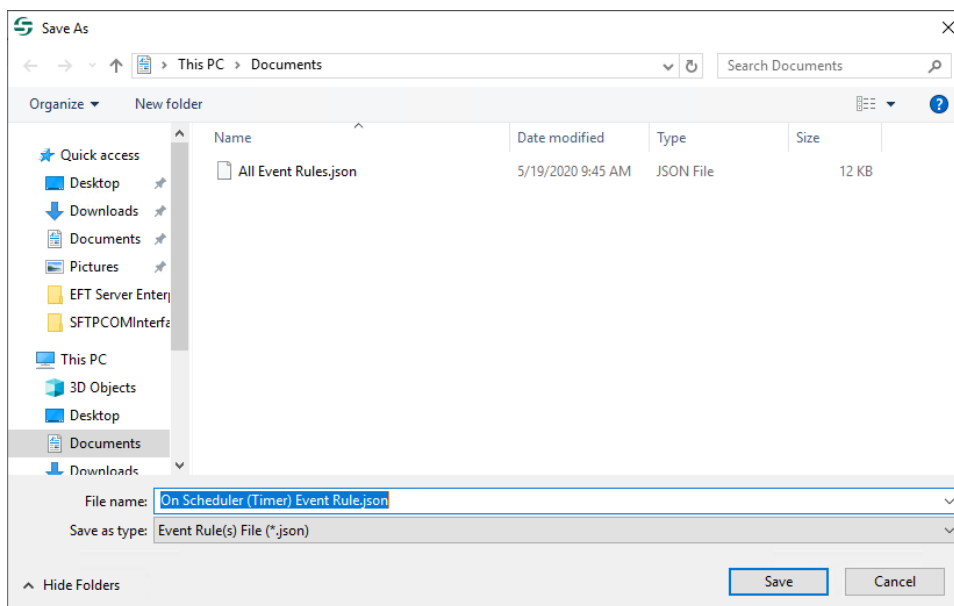 Save As
This PC > Documents
Search Documents
Organize
New folder
Name
Date modified
Type
Size
Quick access
Desktop
Downloads
Documents
Pictures
EFT Server Enterp
SFTPCOMInterfa
This PC
3D Objects
Desktop
Documents
Downloads
All Event Rules.json
5/19/2020 9:45 AM
JSON File
12 KB
File name:
On Scheduler (Timer) Event Rule.json
Save as type:
Event Rule(s) File (*.json)
Hide Folders
Save
Cancel